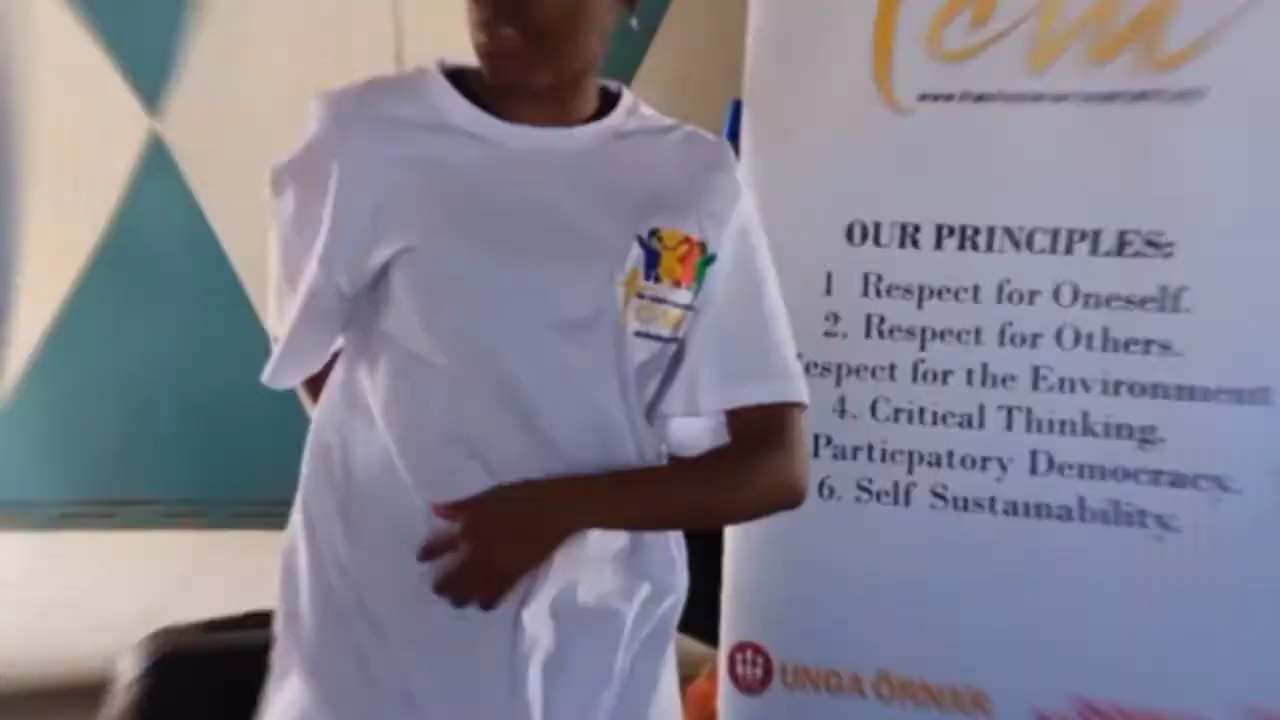 OUR PRINCIPLES:
1 Respect for Oneself.
2. Respect for Others.
espect for the Environment
4. Critical Thinking.
Particpatory Democracy.
6. Self Sustainability.
UNGA ÖRNAR